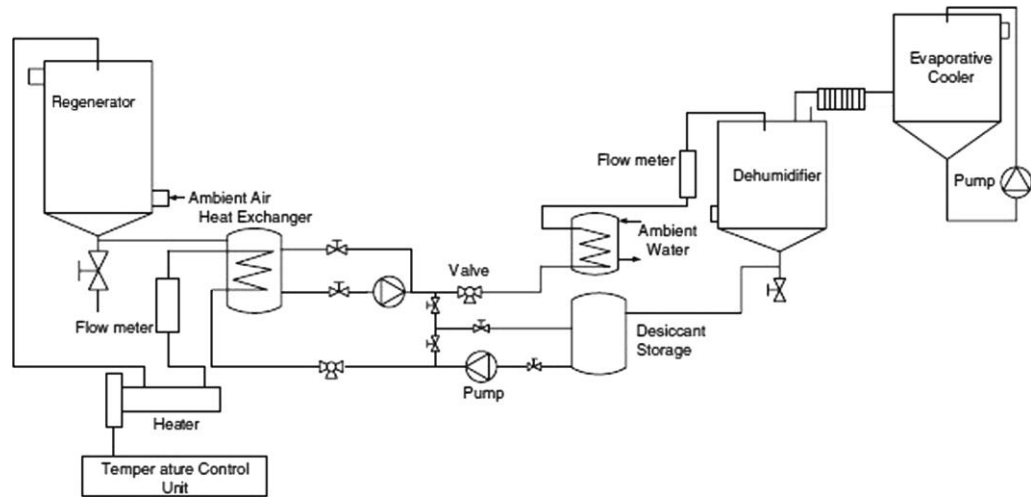 Regenerator
Ambient Air
Heat Exchanger
Flow meter
Heater
Temper ature Control
Unit
Valve
Pump
Flow meter
Ambient
Water
Desiccant
Storage
Dehumidifier
Evaporative
Cooler
Pump